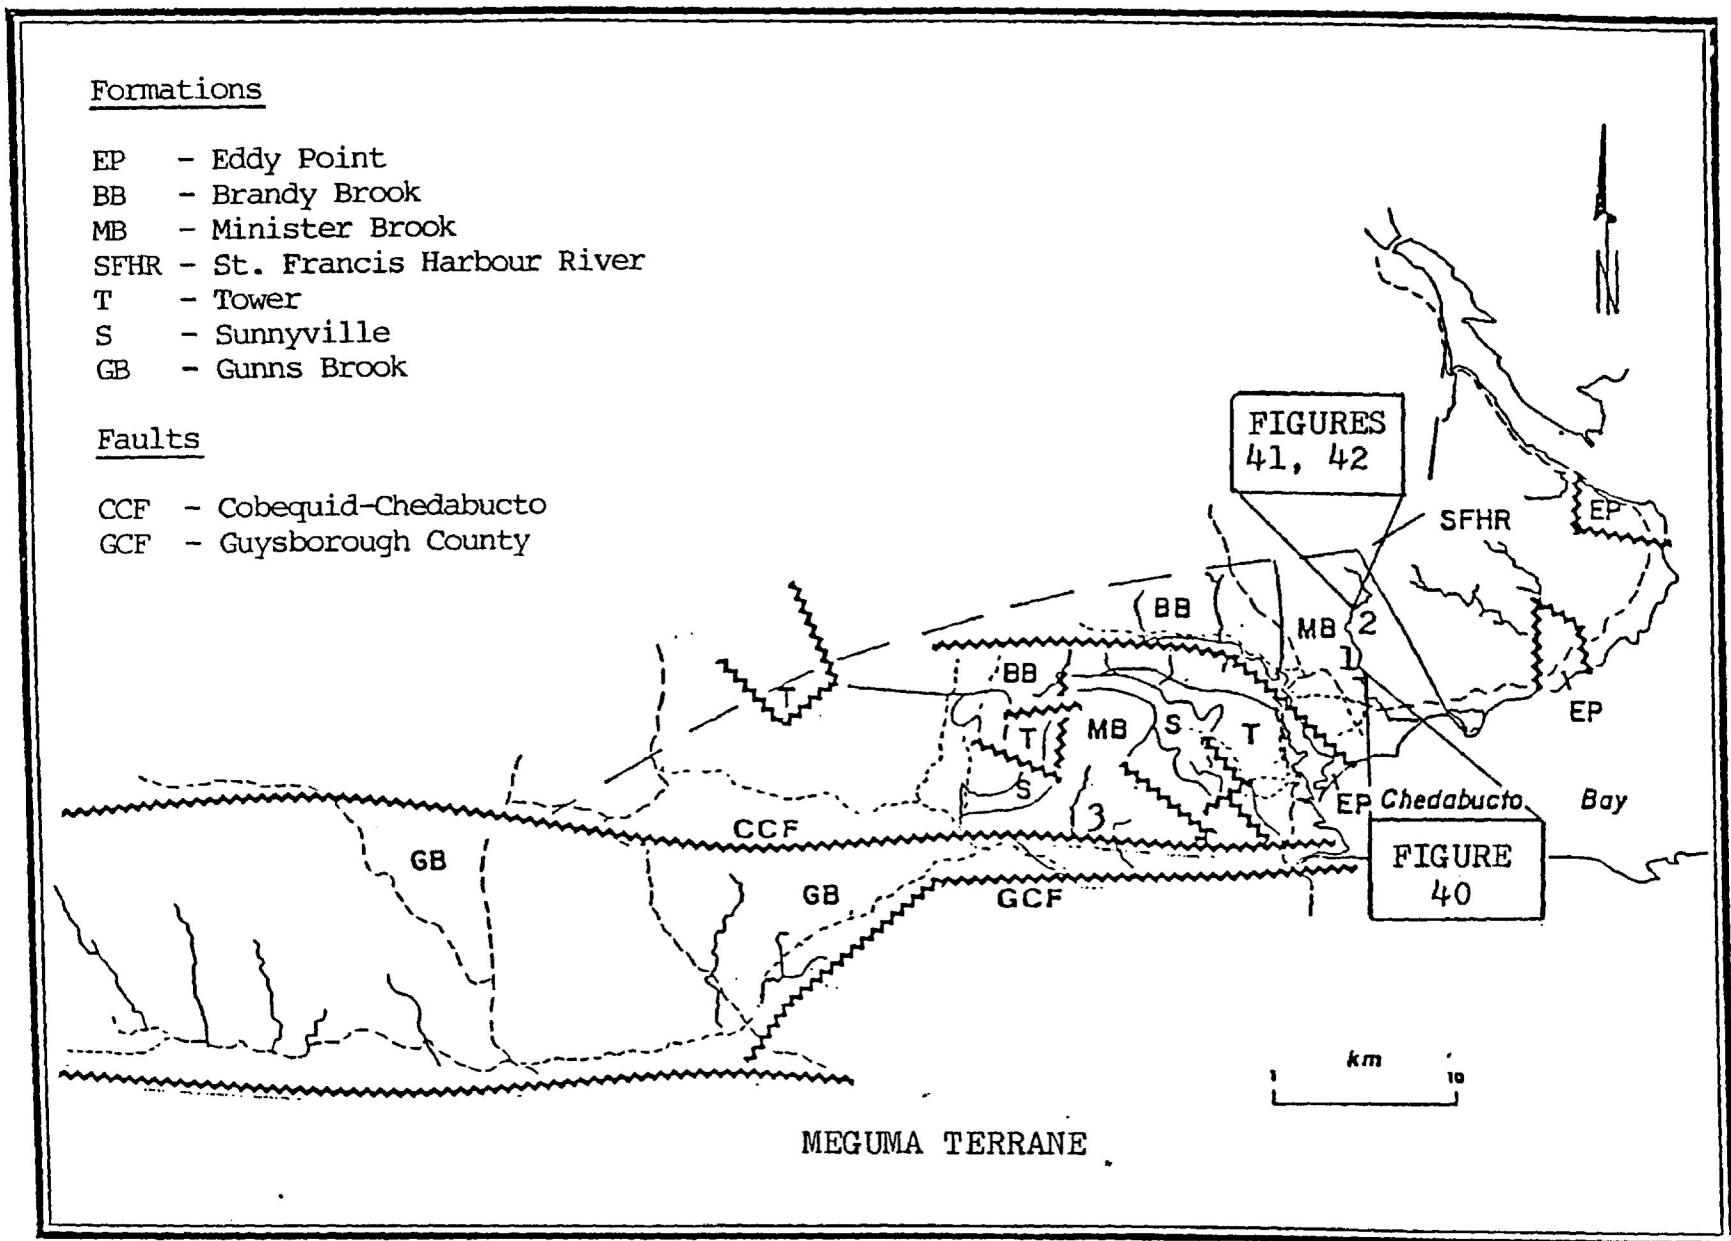 Formations
EP - Eddy Point
BB - Brandy Brook
MB - Minister Brook
SFHR - St. Francis Harbour River
T - Tower
S - Sunnyville
GB - Gunns Brook
Faults
CCF - Cobequid-Chedabucto
GCF - Guysborough County
FIGURES
41, 42
SFHR
EP
BB
MB
2
1
BB
T
EP
T
MB
S
T
S
3
EP
Chedabucto Bay
CCF
GB
GB
GCF
FIGURE
40
km
1 10
MEGUMA TERRANE